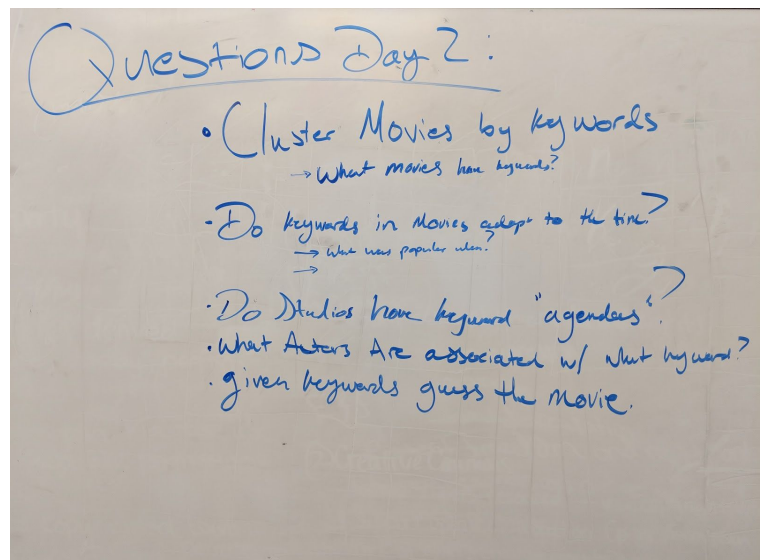 Questions Day 2:
• Cluster Movies by keywords
→ What movies have keywords?
• Do keywords in Movies adapt to the time?
→ What was popular when?
→
• Do Studios have keyword "agendas"?
• What Actors Are associated w/ what keyword?
• given keywords guess the movie.